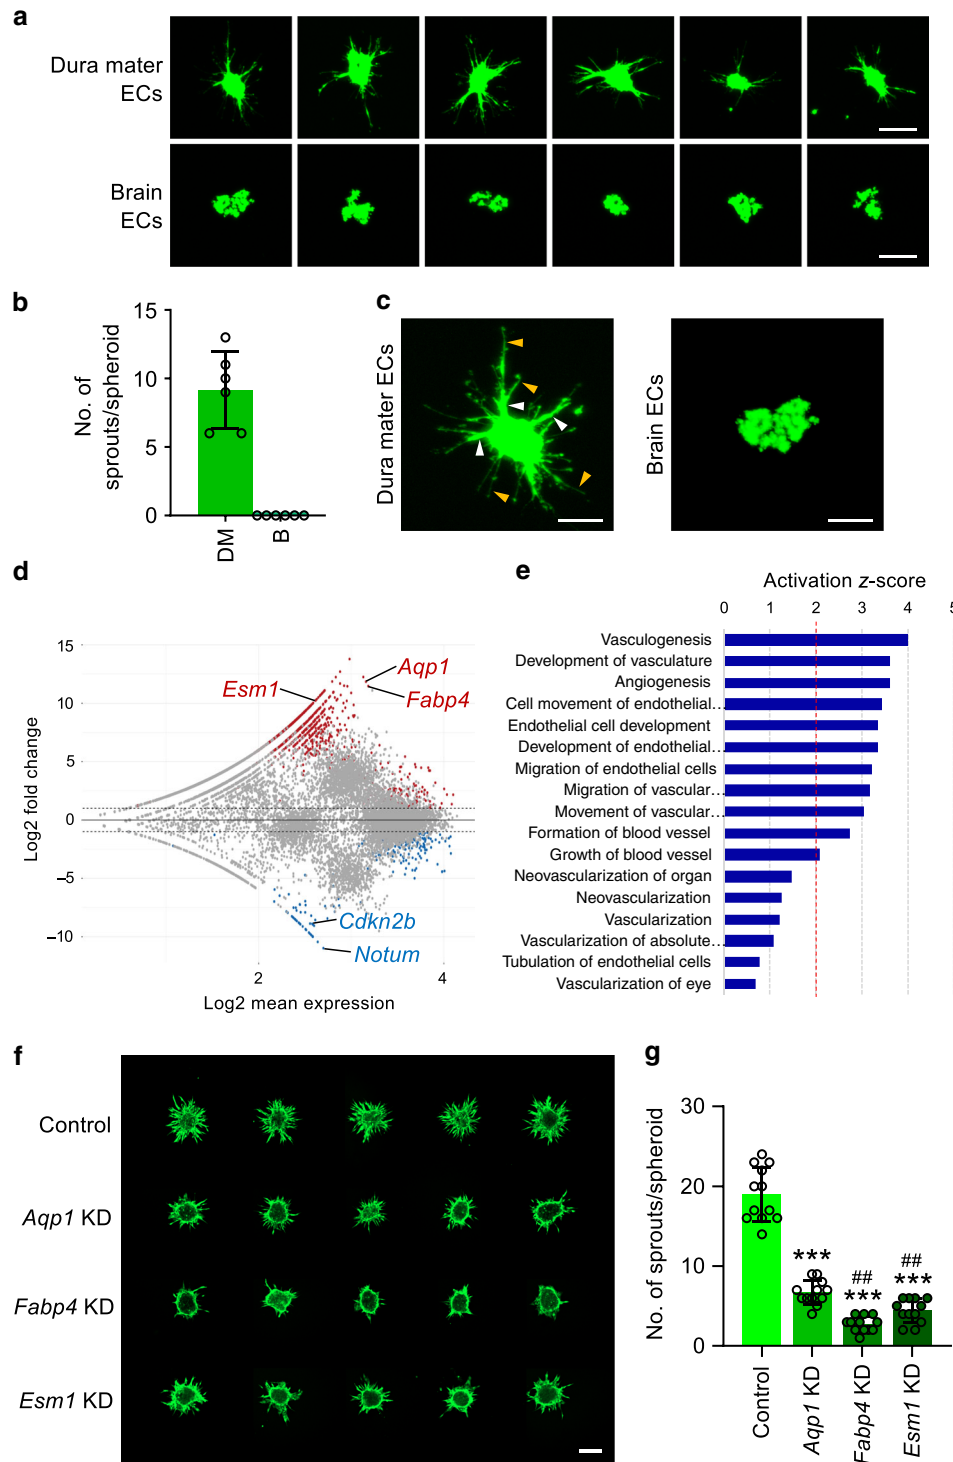 a
Dura mater
ECs
Brain
ECs
b
No. of
sprouts/spheroid
15
10
5
0
DM
B
c
Dura mater ECs
Brain ECs
d
Log2 fold change
15
10
5
0
−5
−10
Esm1
Aqp1
Fabp4
Cdkn2b
Notum
2
4
Log2 mean expression
e
Activation z-score
0 1 2 3 4 5
Vasculogenesis
Development of vasculature
Angiogenesis
Cell movement of endothelial…
Endothelial cell development
Development of endothelial…
Migration of endothelial cells
Migration of vascular …
Movement of vascular …
Formation of blood vessel
Growth of blood vessel
Neovascularization of organ
Neovascularization
Vascularization
Vascularization of absolute…
Tubulation of endothelial cells
Vascularization of eye
f
Control
Aqp1 KD
Fabp4 KD
Esm1 KD
g
No. of sprouts/spheroid
30
20
10
0
***
##
***
##
***
Control
Aqp1 KD
Fabp4 KD
Esm1 KD